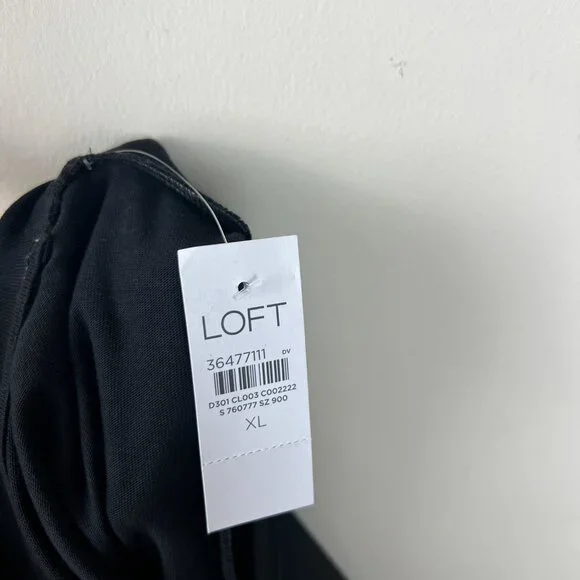 LOFT
36477111 DV
D301 CL003 C002222
S 760777 SZ 900
XL